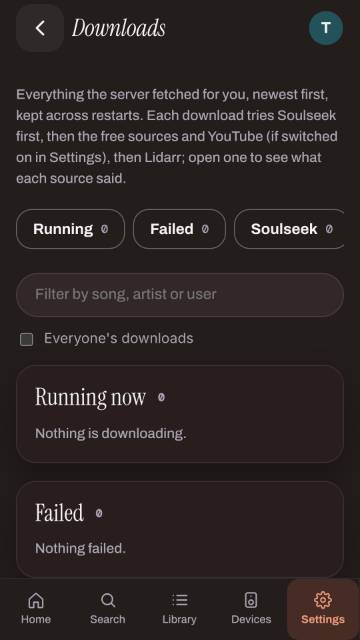 Downloads
T
Everything the server fetched for you, newest first,
kept across restarts. Each download tries Soulseek
first, then the free sources and YouTube (if switched
on in Settings), then Lidarr; open one to see what
each source said.
Running 0 Failed 0 Soulseek 0
Filter by song, artist or user
Everyone's downloads
Running now 0
Nothing is downloading.
Failed 0
Nothing failed.
Home Search Library Devices Settings